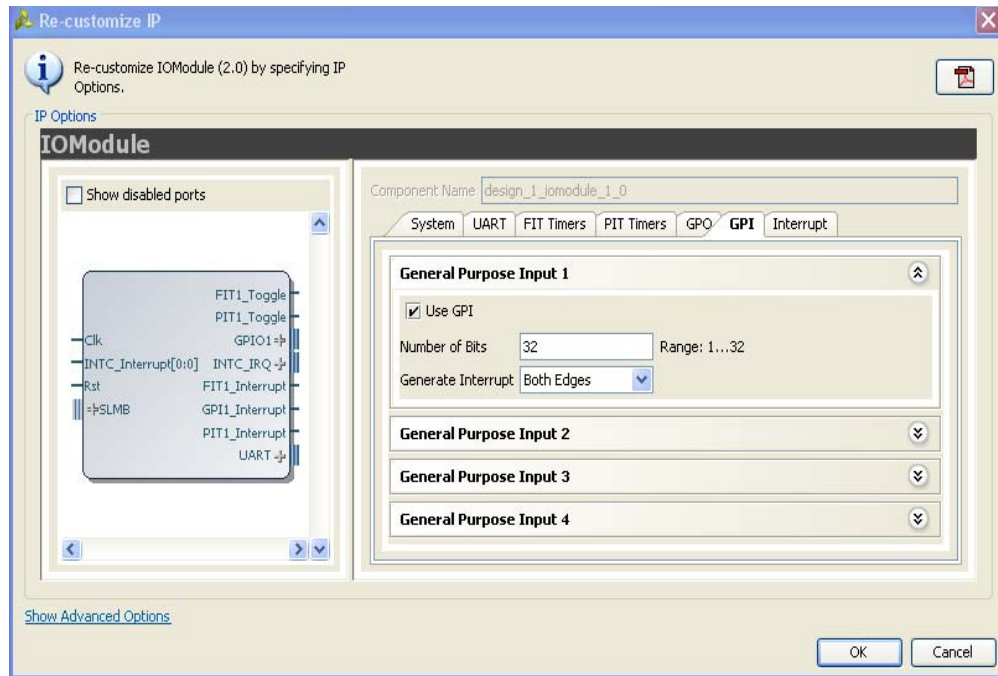 Re-customize IP
Re-customize IOModule (2.0) by specifying IP
Options.
IP Options
IOModule
Show disabled ports
FIT1_Toggle
PIT1_Toggle
Clk
GPIO1
INTC_Interrupt[0:0]
INTC_IRQ
Rst
FIT1_Interrupt
SLMB
GPI1_Interrupt
PIT1_Interrupt
UART
Component Name design_1_iomodule_1_0
System UART FIT Timers PIT Timers GPO GPI Interrupt
General Purpose Input 1
Use GPI
Number of Bits 32 Range: 1...32
Generate Interrupt Both Edges
General Purpose Input 2
General Purpose Input 3
General Purpose Input 4
Show Advanced Options
OK Cancel